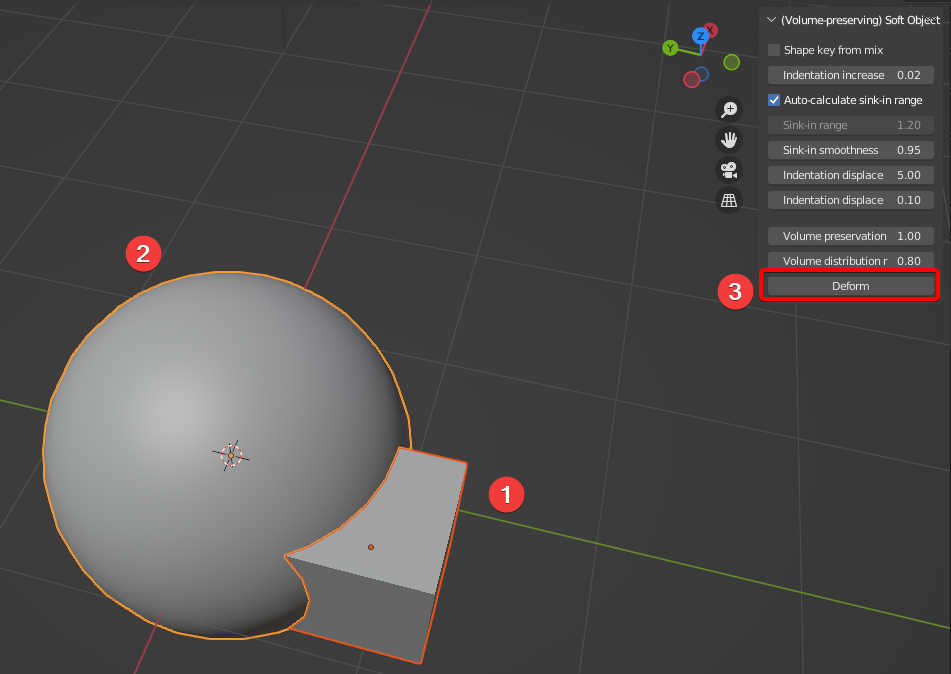 (Volume-preserving) Soft Object
Shape key from mix
Indentation increase 0.02
Auto-calculate sink-in range
Sink-in range 1.20
Sink-in smoothness 0.95
Indentation displace 5.00
Indentation displace 0.10
Volume preservation 1.00
Volume distribution r 0.80
Deform
X
Z
Y
2
3
1